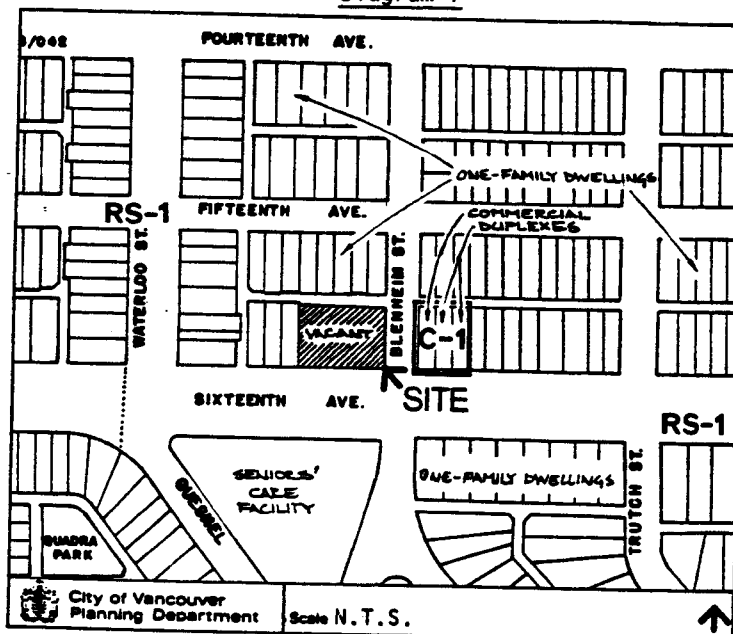 Diagram
3/042
FOURTEENTH AVE.
ONE-FAMILY DWELLINGS
RS-1
FIFTEENTH AVE.
COMMERCIAL
DUPLEXES
WATERLOO ST.
BLENHEIM ST.
VACANT
C-1
SIXTEENTH AVE.
SITE
RS-1
SENIORS'
CARE
FACILITY
ONE-FAMILY DWELLINGS
QUESNEL
TRUTCH ST.
QUADRA
PARK
City of Vancouver
Planning Department
Scale N.T.S.